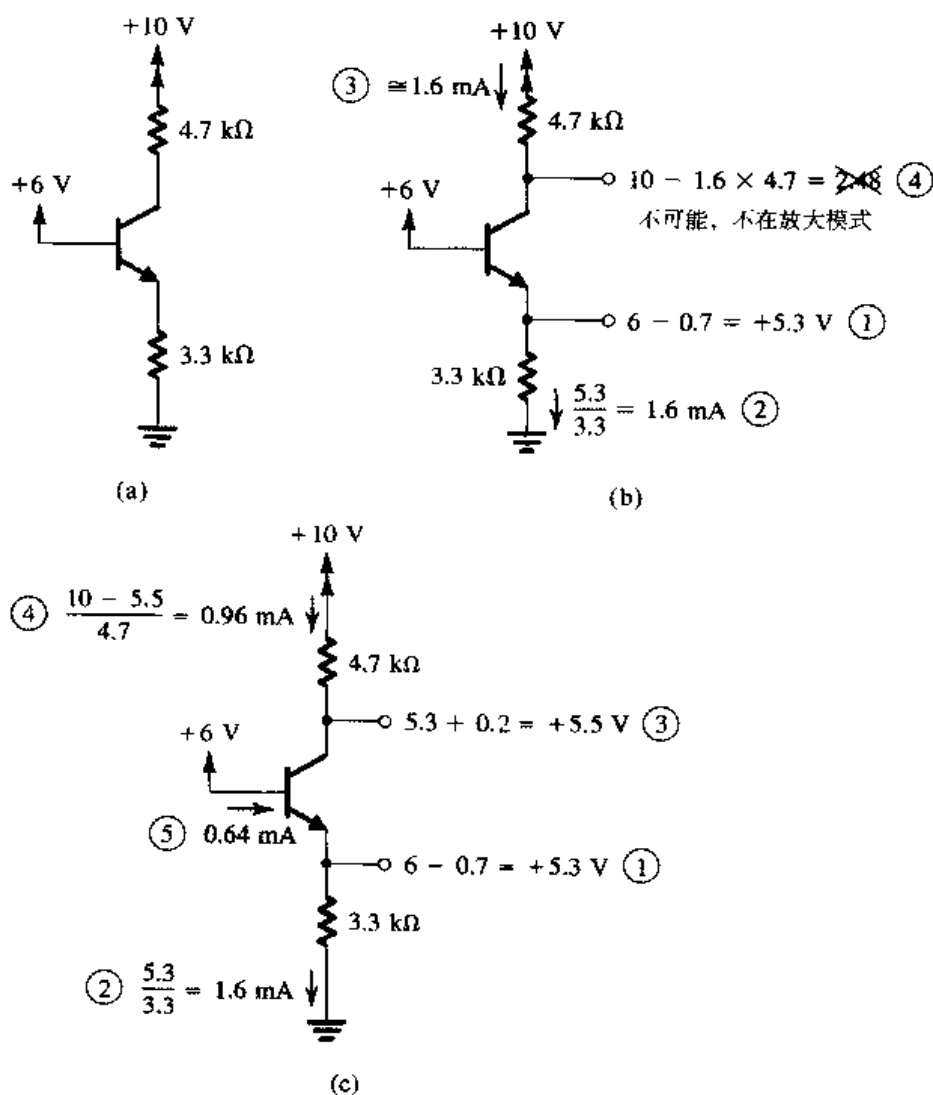 +10 V
4.7 kΩ
+6 V
3.3 kΩ
(a)
+10 V
③ ≅1.6 mA
4.7 kΩ
+6 V
10 − 1.6 × 4.7 = 2.48 ④
不可能，不在放大模式
6 − 0.7 = +5.3 V ①
3.3 kΩ
5.3/3.3 = 1.6 mA ②
(b)
+10 V
④ 10 − 5.5/4.7 = 0.96 mA
4.7 kΩ
5.3 + 0.2 = +5.5 V ③
+6 V
⑤ 0.64 mA
6 − 0.7 = +5.3 V ①
3.3 kΩ
② 5.3/3.3 = 1.6 mA
(c)